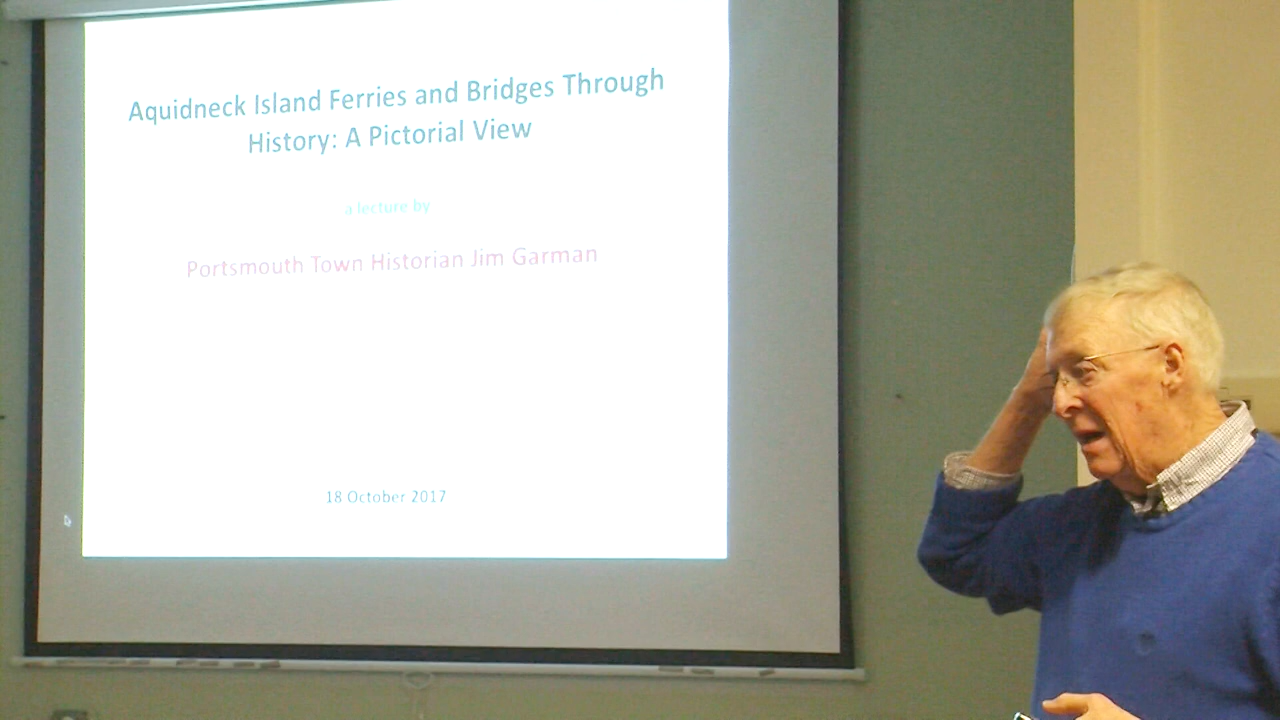 Aquidneck Island Ferries and Bridges Through
History: A Pictorial View
a lecture by
Portsmouth Town Historian Jim Garman
18 October 2017